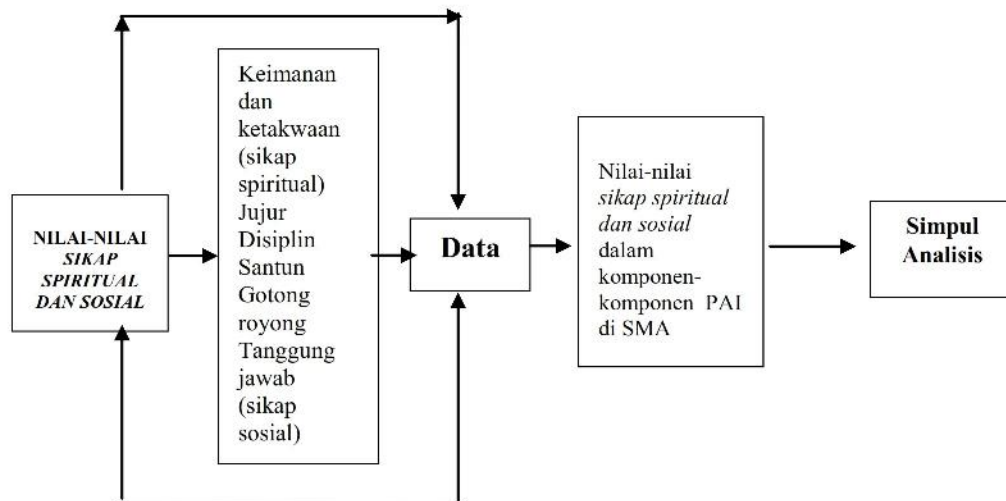 NILAI-NILAI
SIKAP
SPIRITUAL
DAN SOSIAL
Keimanan
dan
ketakwaan
(sikap
spiritual)
Jujur
Disiplin
Santun
Gotong
royong
Tanggung
jawab
(sikap
sosial)
Data
Nilai-nilai
sikap spiritual
dan sosial
dalam
komponen-
komponen PAI
di SMA
Simpul
Analisis